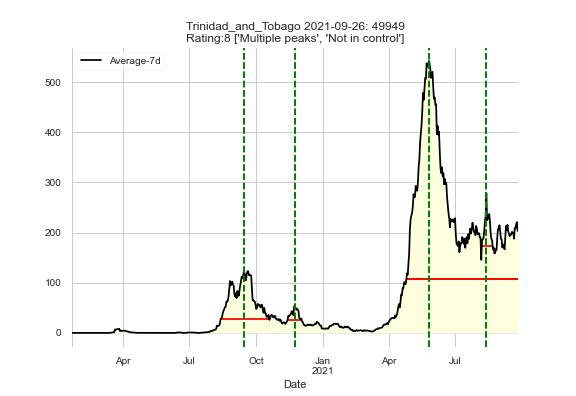 Trinidad_and_Tobago 2021-09-26: 49949
Rating:8 ['Multiple peaks', 'Not in control']
Average-7d
500
400
300
200
100
0
Apr
Jul
Oct
Jan
2021
Apr
Jul
Date